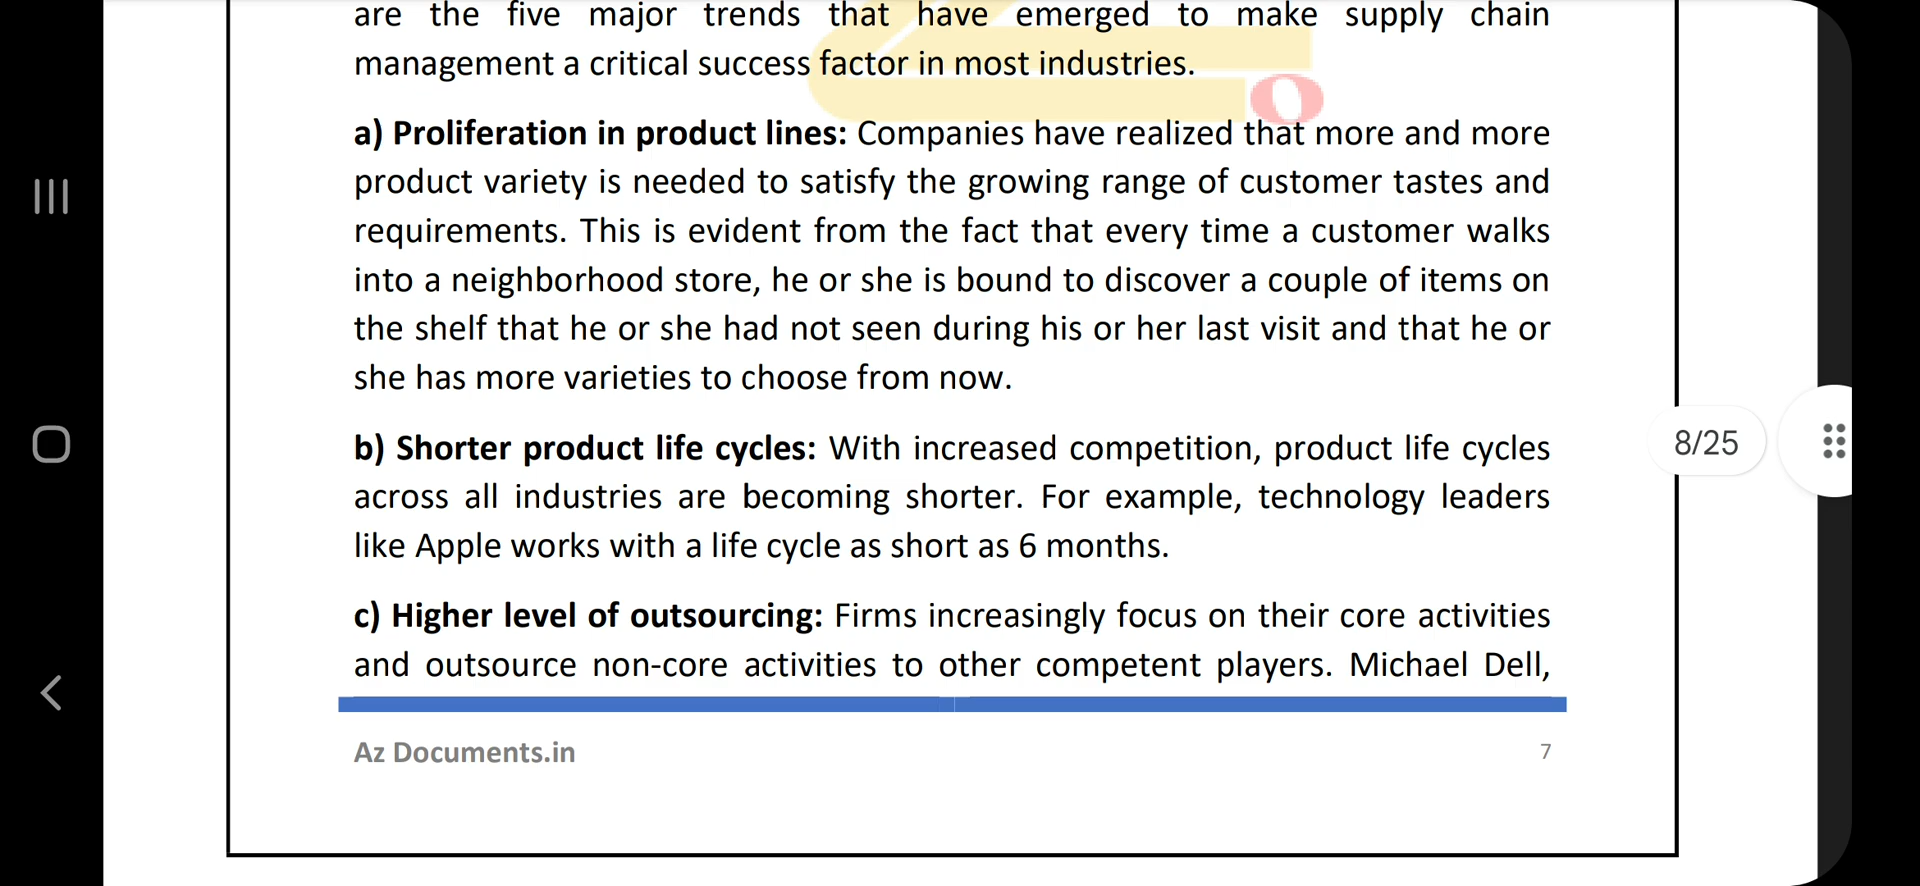 are the five major trends that have emerged to make supply chain
management a critical success factor in most industries.
a) Proliferation in product lines: Companies have realized that more and more
product variety is needed to satisfy the growing range of customer tastes and
requirements. This is evident from the fact that every time a customer walks
into a neighborhood store, he or she is bound to discover a couple of items on
the shelf that he or she had not seen during his or her last visit and that he or
she has more varieties to choose from now.
b) Shorter product life cycles: With increased competition, product life cycles
across all industries are becoming shorter. For example, technology leaders
like Apple works with a life cycle as short as 6 months.
c) Higher level of outsourcing: Firms increasingly focus on their core activities
and outsource non-core activities to other competent players. Michael Dell,
Az Documents.in
7
8/25